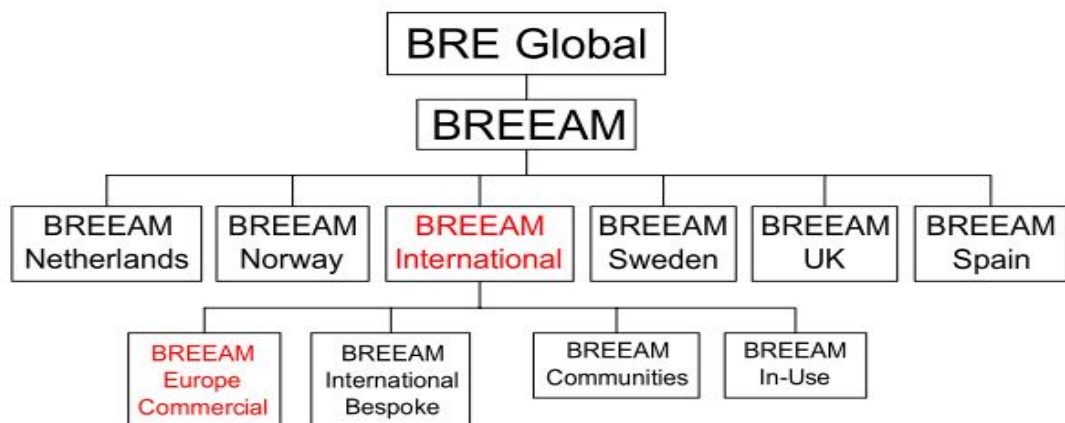 BRE Global
BREEAM
BREEAM
Netherlands
BREEAM
Norway
BREEAM
International
BREEAM
Sweden
BREEAM
UK
BREEAM
Spain
BREEAM
Europe
Commercial
BREEAM
International
Bespoke
BREEAM
Communities
BREEAM
In-Use